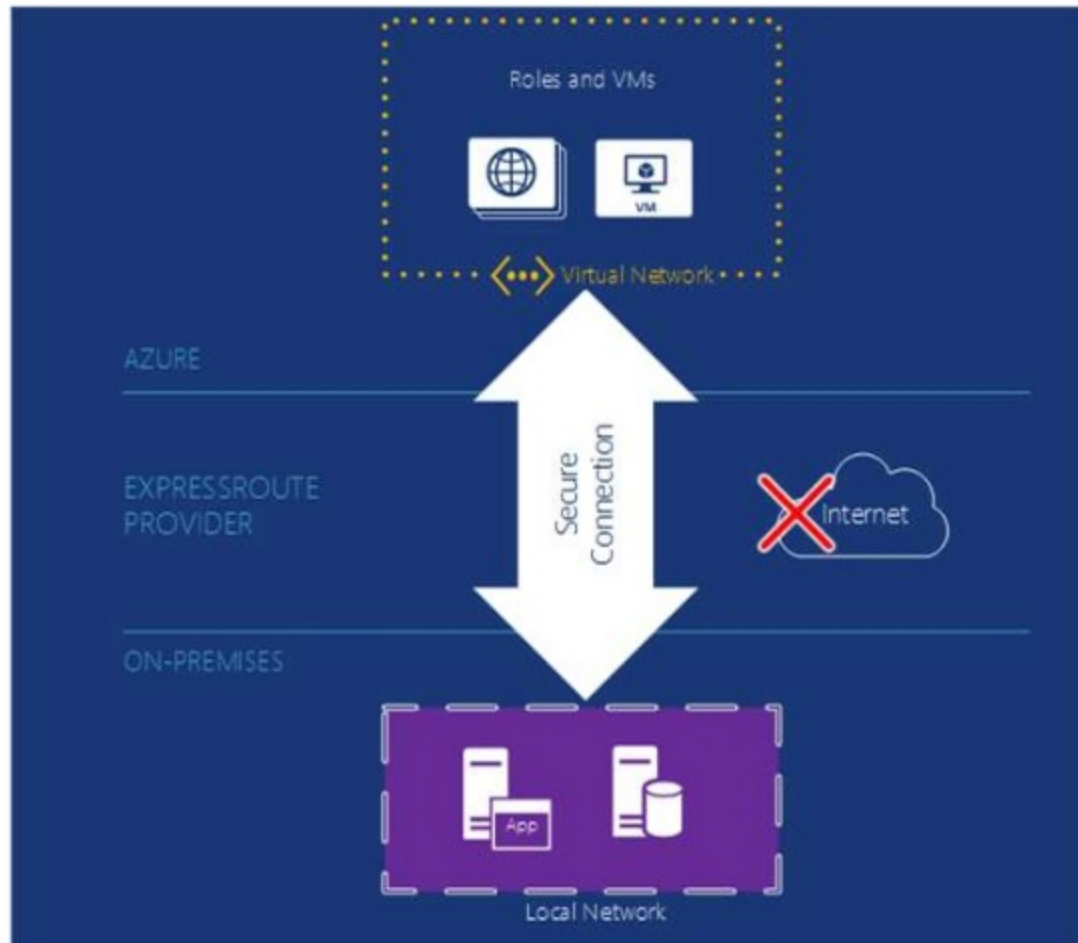 Roles and VMs
VM
Virtual Network
AZURE
EXPRESSROUTE
PROVIDER
Secure
Connection
Internet
ON-PREMISES
App
Local Network